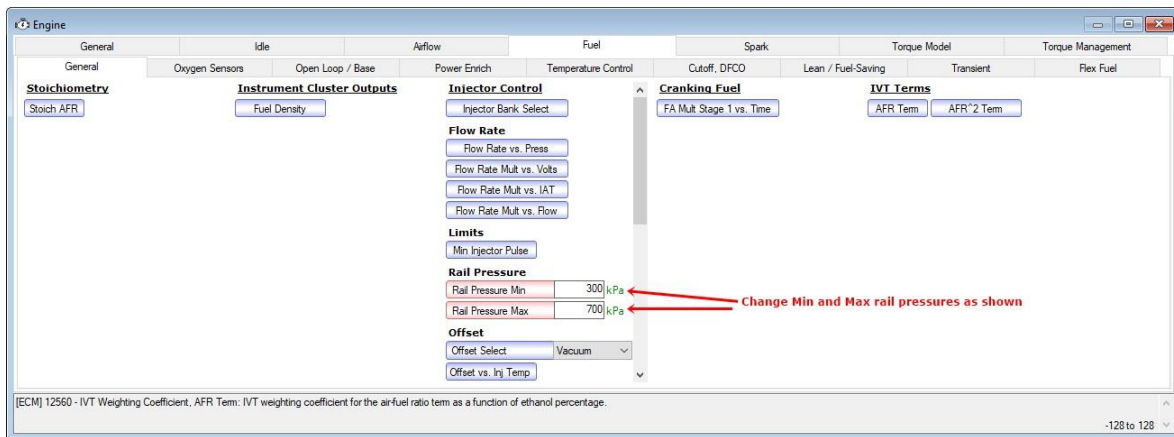 Engine
General Idle Airflow Fuel Spark Torque Model Torque Management
General Oxygen Sensors Open Loop / Base Power Enrich Temperature Control Cutoff, DFCO Lean / Fuel-Saving Transient Flex Fuel
Stoichiometry
Stoich AFR
Instrument Cluster Outputs
Fuel Density
Injector Control
Injector Bank Select
Flow Rate
Flow Rate vs. Press
Flow Rate Mult vs. Volts
Flow Rate Mult vs. IAT
Flow Rate Mult vs. Flow
Limits
Min Injector Pulse
Rail Pressure
Rail Pressure Min 300 kPa
Rail Pressure Max 700 kPa
Change Min and Max rail pressures as shown
Offset
Offset Select Vacuum
Offset vs. Inj Temp
Cranking Fuel
FA Mult Stage 1 vs. Time
IVT Terms
AFR Term AFR^2 Term
[ECM] 12560 - IVT Weighting Coefficient, AFR Term: IVT weighting coefficient for the air-fuel ratio term as a function of ethanol percentage.
-128 to 128